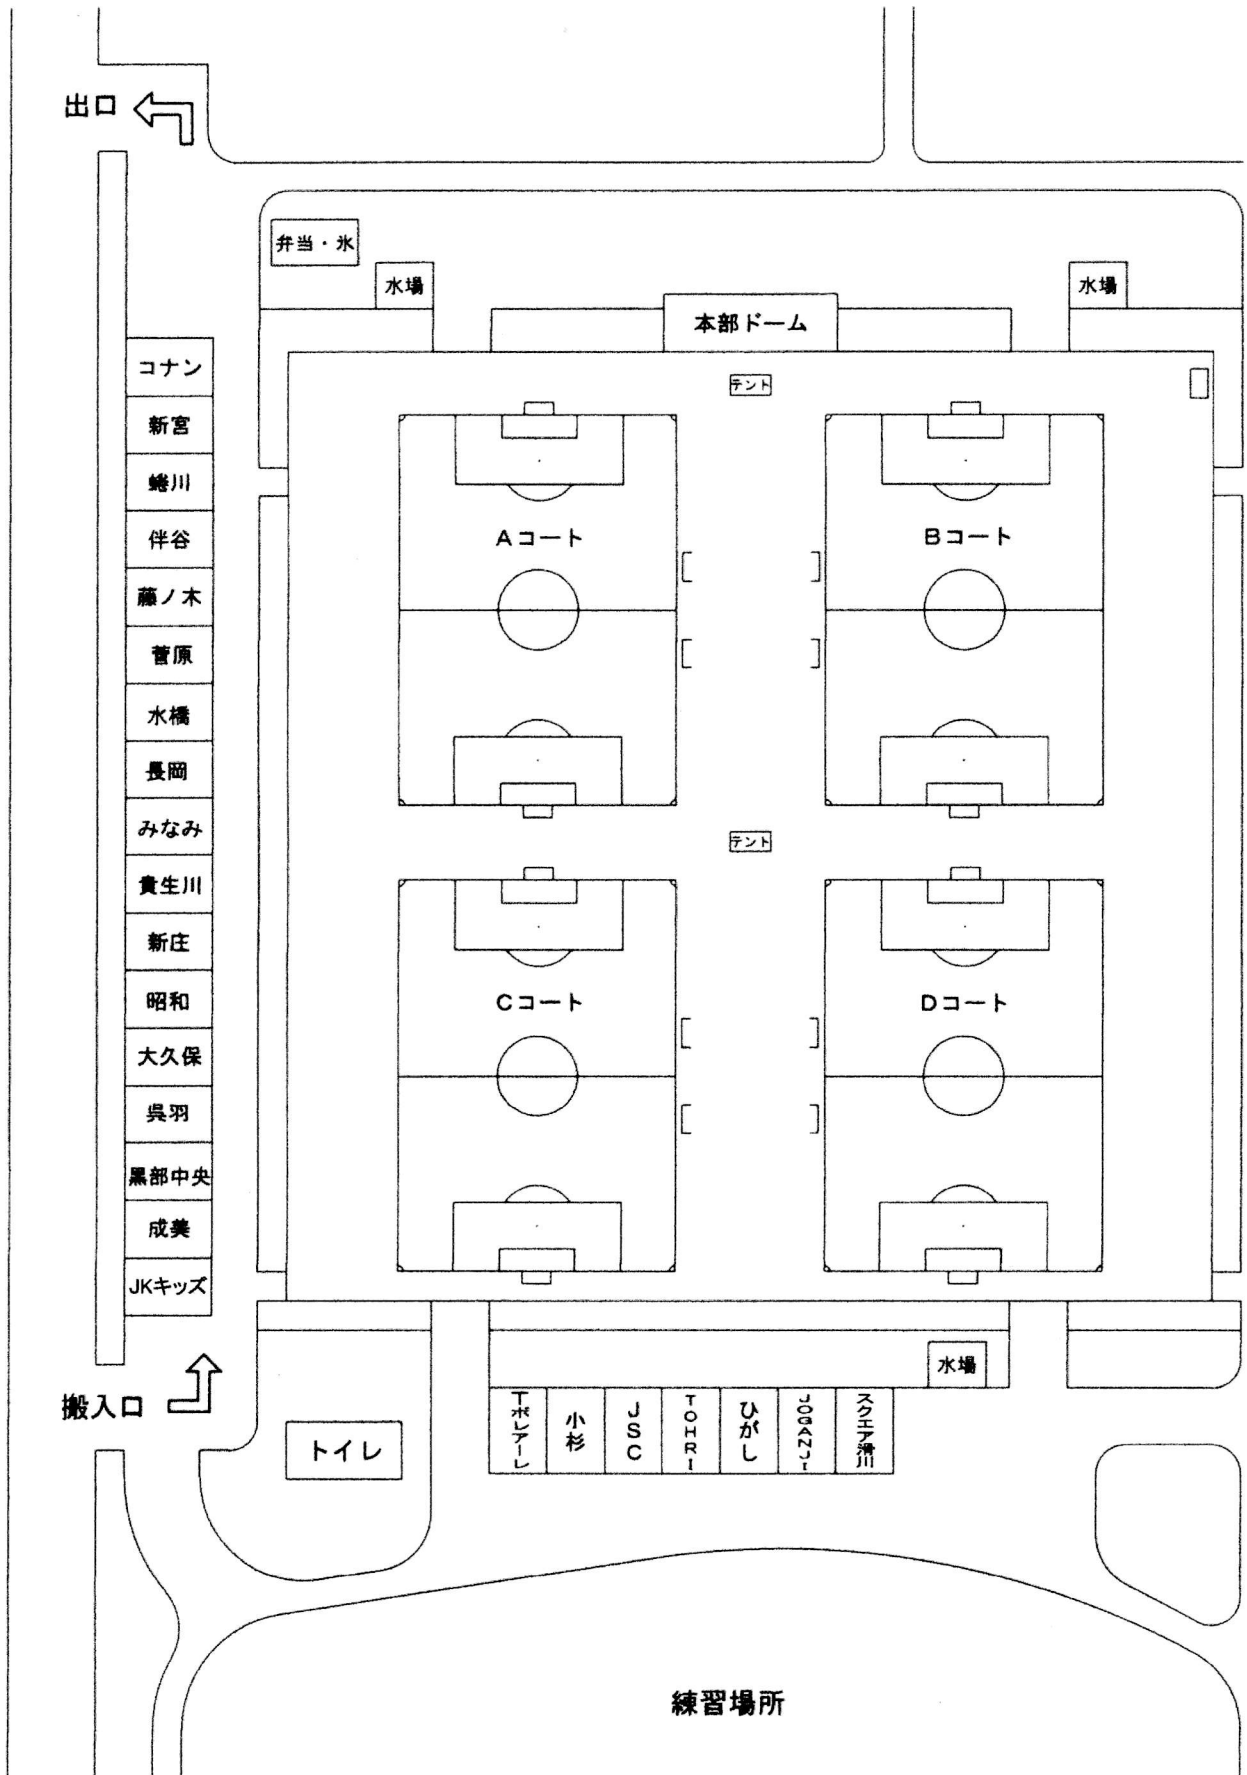 出口
弁当・氷
水場
水場
本部ドーム
テント
コナン
新宮
蜷川
伴谷
藤ノ木
菅原
水橋
長岡
みなみ
貴生川
新庄
昭和
大久保
呉羽
黒部中央
成美
JKキッズ
Aコート
Bコート
テント
Cコート
Dコート
搬入口
トイレ
水場
Tボレアーレ
小杉
JSC
TOHRI
ひがし
JOGANJI
スクエア滑川
練習場所